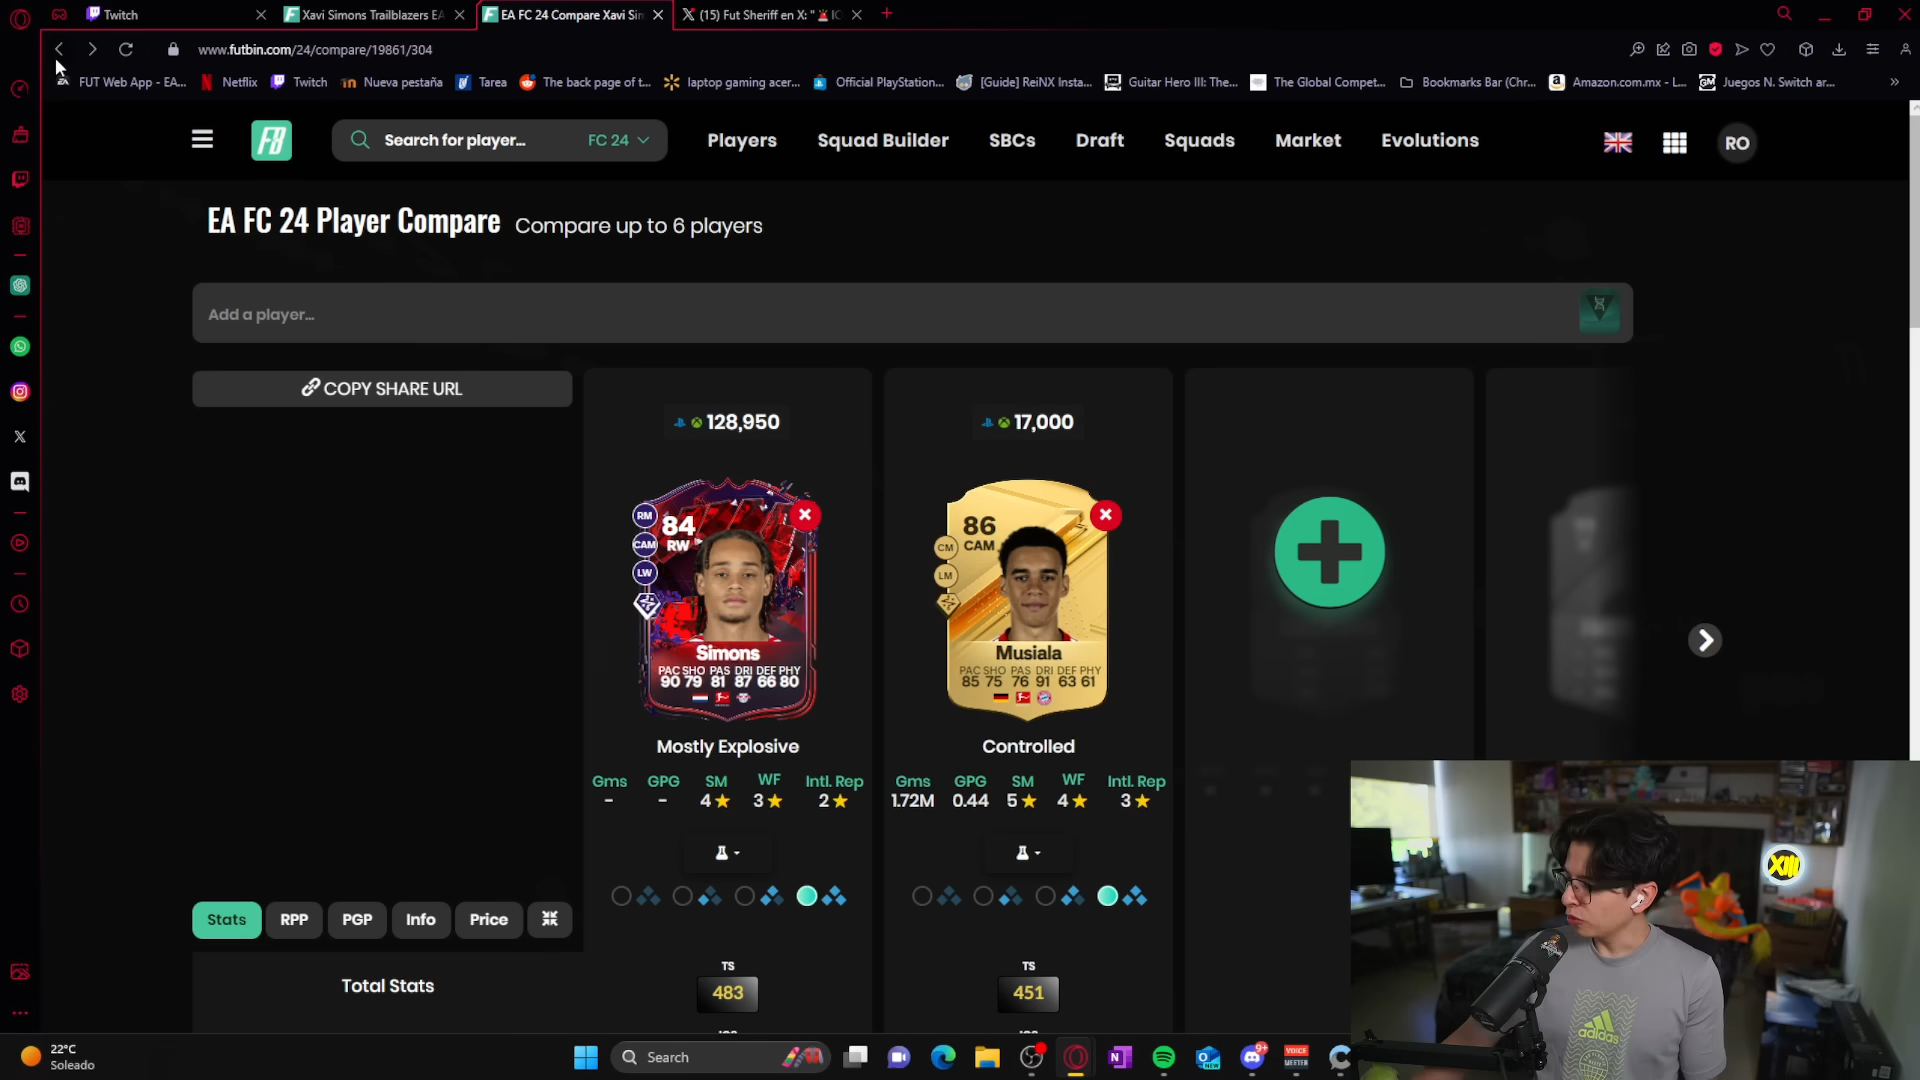 Twitch
Xavi Simons Trailblazers EA
EA FC 24 Compare Xavi Sim
(15) Fut Sheriff en X: "🚨 IC
www.futbin.com/24/compare/19861/304
FUT Web App - EA...
Netflix
Twitch
Nueva pestaña
Tarea
The back page of t...
laptop gaming acer...
Official PlayStation...
[Guide] ReiNX Insta...
Guitar Hero III: The...
The Global Compet...
Bookmarks Bar (Chr...
Amazon.com.mx - L...
Juegos N. Switch ar...
Search for player...
FC 24
Players
Squad Builder
SBCs
Draft
Squads
Market
Evolutions
RO
EA FC 24 Player Compare
Compare up to 6 players
Add a player...
COPY SHARE URL
128,950
17,000
RM
84
RW
CAM
LW
Simons
PAC SHO PAS DRI DEF PHY
90 79 81 87 66 80
86
CAM
CM
LM
Musiala
PAC SHO PAS DRI DEF PHY
85 75 76 91 63 61
Mostly Explosive
Controlled
Gms GPG SM WF Intl. Rep
- - 4★ 3★ 2★
Gms GPG SM WF Intl. Rep
1.72M 0.44 5★ 4★ 3★
Stats
RPP
PGP
Info
Price
Total Stats
TS
483
TS
451
XIII
adidas
22°C
Soleado
Search
9+
VOICE
MEETER
NEW